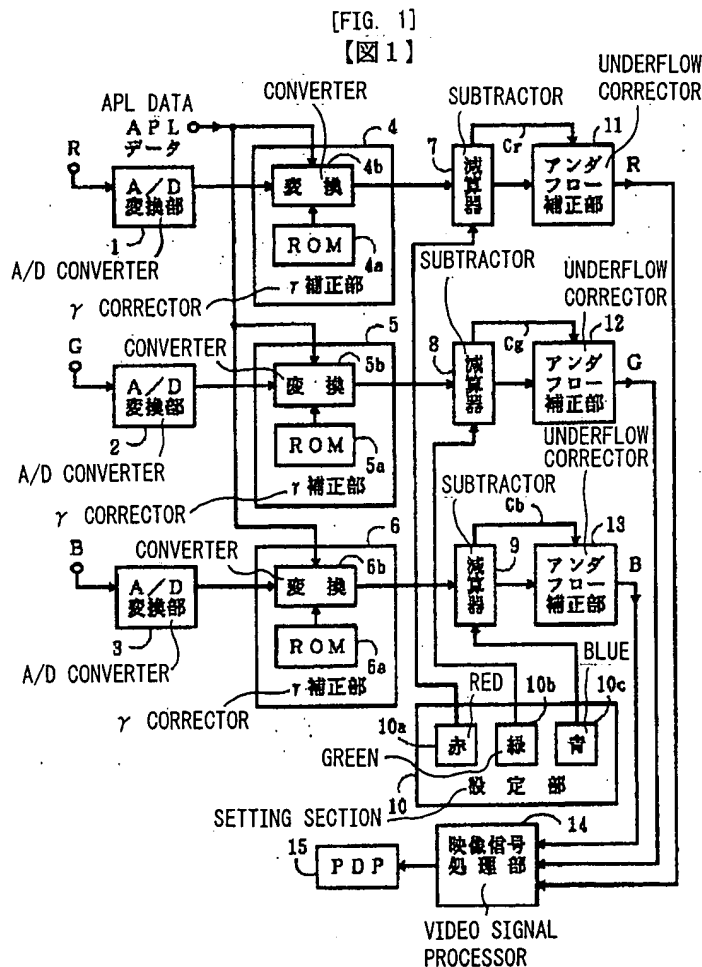 [FIG. 1]
【図1】
UNDERFLOW
CORRECTOR
CONVERTER
SUBTRACTOR
APL DATA
APL
データ
4
11
R
4b
7
Cr
A/D
変換部
変換
減算器
アンダ
フロー
補正部
R
1
ROM
4a
A/D CONVERTER
γ補正部
SUBTRACTOR
UNDERFLOW
CORRECTOR
γ CORRECTOR
5
12
G
CONVERTER
5b
8
Cg
G
A/D
変換部
変換
減算器
アンダ
フロー
補正部
2
ROM
5a
UNDERFLOW
CORRECTOR
A/D CONVERTER
γ補正部
SUBTRACTOR
γ CORRECTOR
6
Cb
13
B
CONVERTER
6b
9
B
A/D
変換部
変換
減算器
アンダ
フロー
補正部
3
ROM
6a
A/D CONVERTER
γ補正部
RED
BLUE
γ CORRECTOR
10a
10b
10c
赤
緑
青
GREEN
設定部
10
SETTING SECTION
14
15
PDP
映像信号
処理部
VIDEO SIGNAL
PROCESSOR